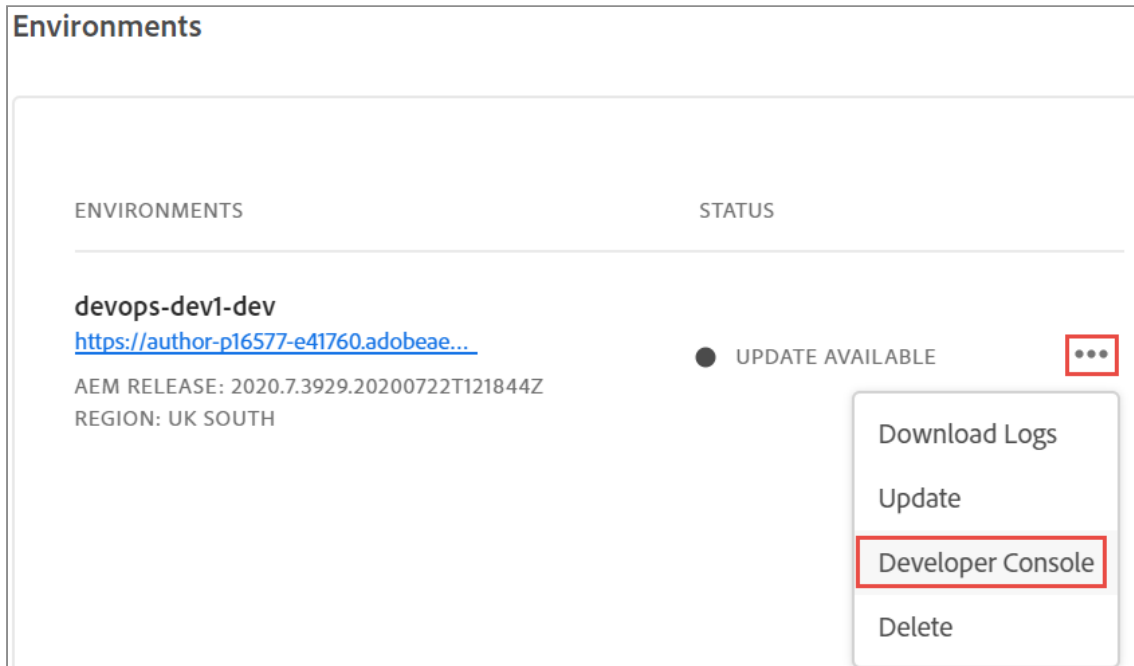 Environments
ENVIRONMENTS
STATUS
devops-dev1-dev
https://author-p16577-e41760.adobeae...
UPDATE AVAILABLE
AEM RELEASE: 2020.7.3929.20200722T121844Z
REGION: UK SOUTH
Download Logs
Update
Developer Console
Delete